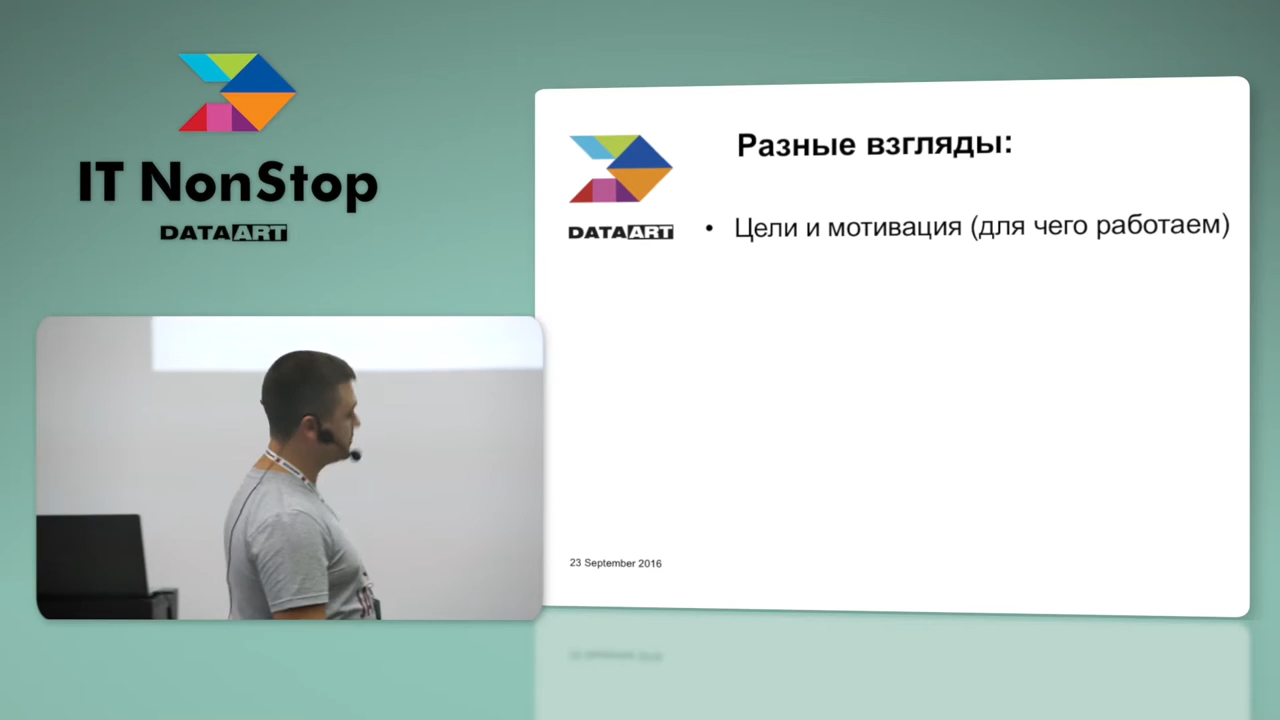 IT NonStop
DATAART
Разные взгляды:
DATAART
• Цели и мотивация (для чего работаем)
23 September 2016